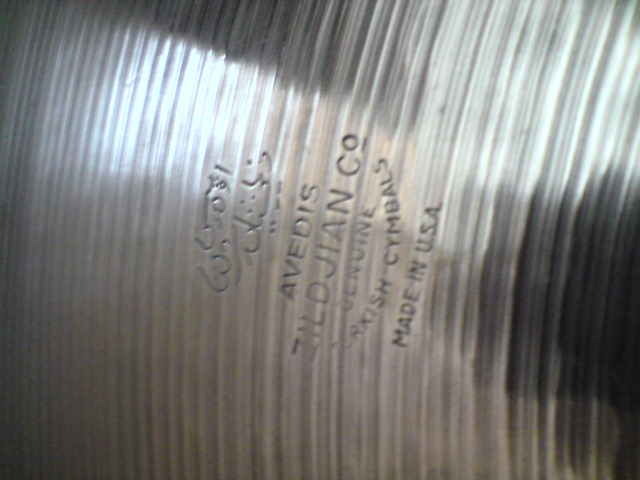 AVEDIS
ZILDJIAN CO
GENUINE
TURKISH CYMBALS
MADE IN U.S.A.